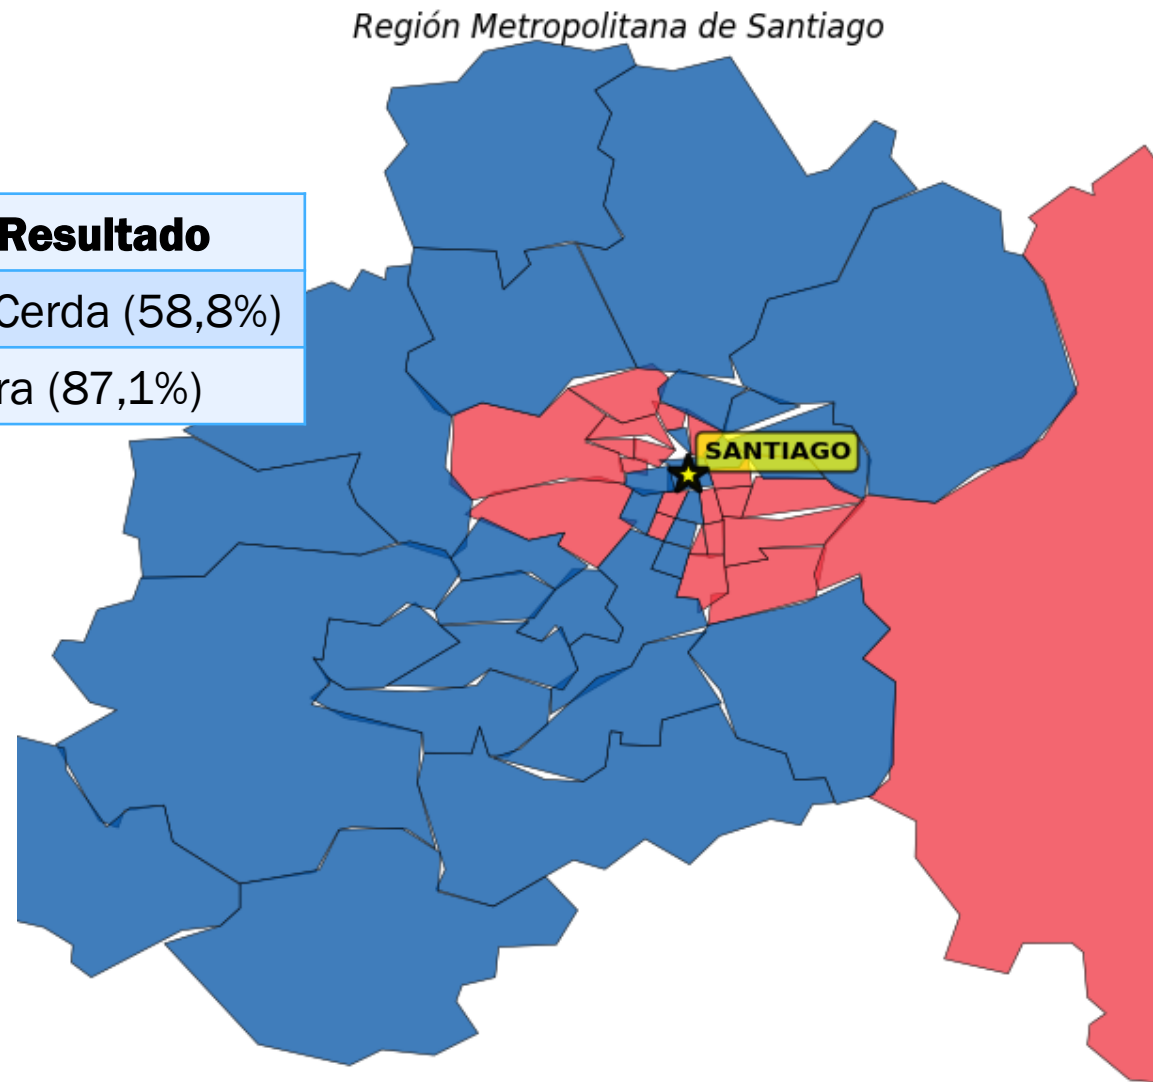 Región Metropolitana de Santiago
Resultado
Cerda (58,8%)
ra (87,1%)
SANTIAGO